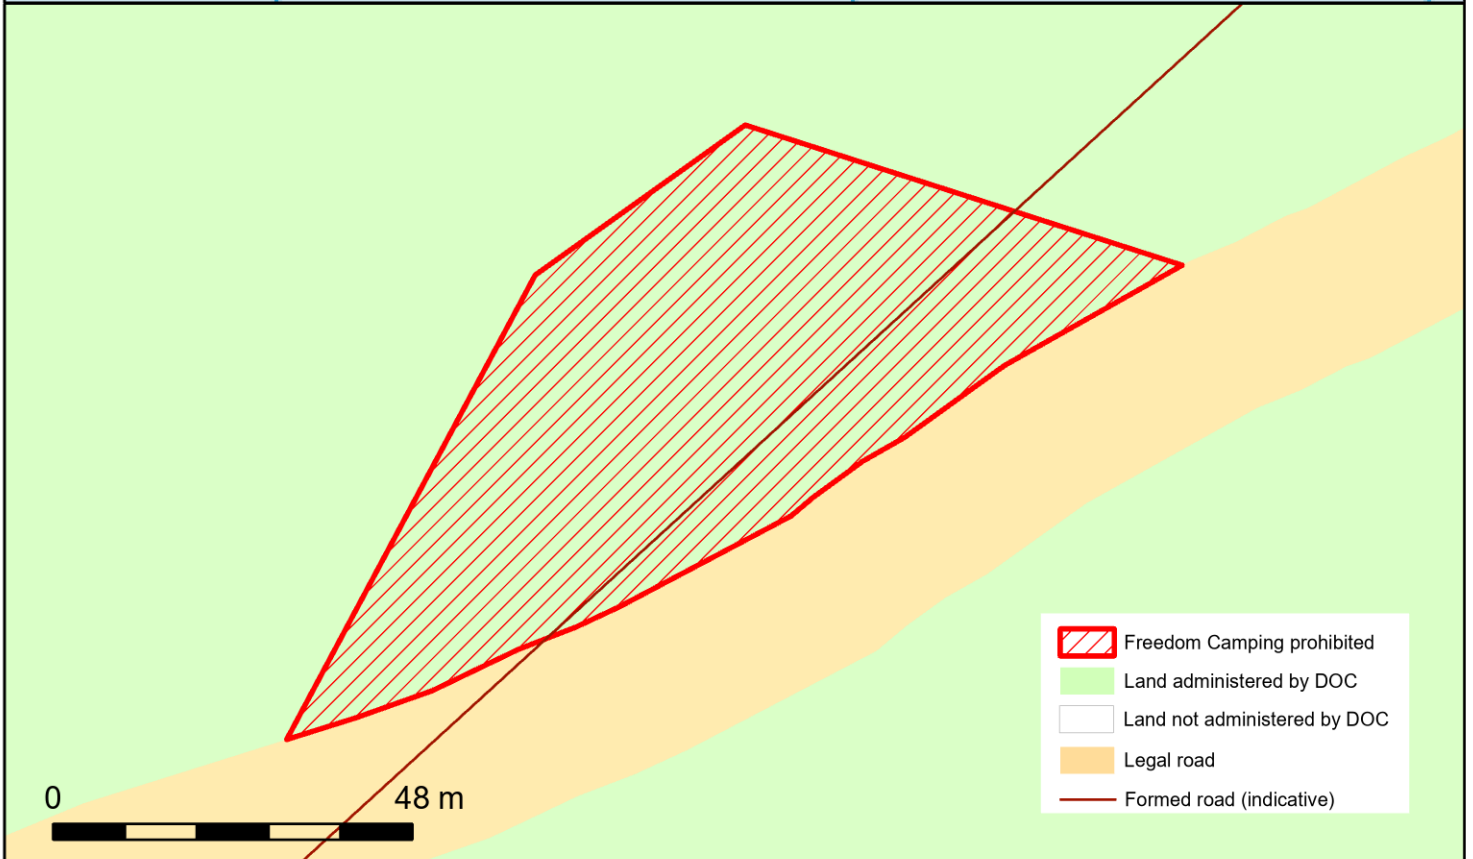 Freedom Camping prohibited
Land administered by DOC
Land not administered by DOC
Legal road
Formed road (indicative)
0 48 m